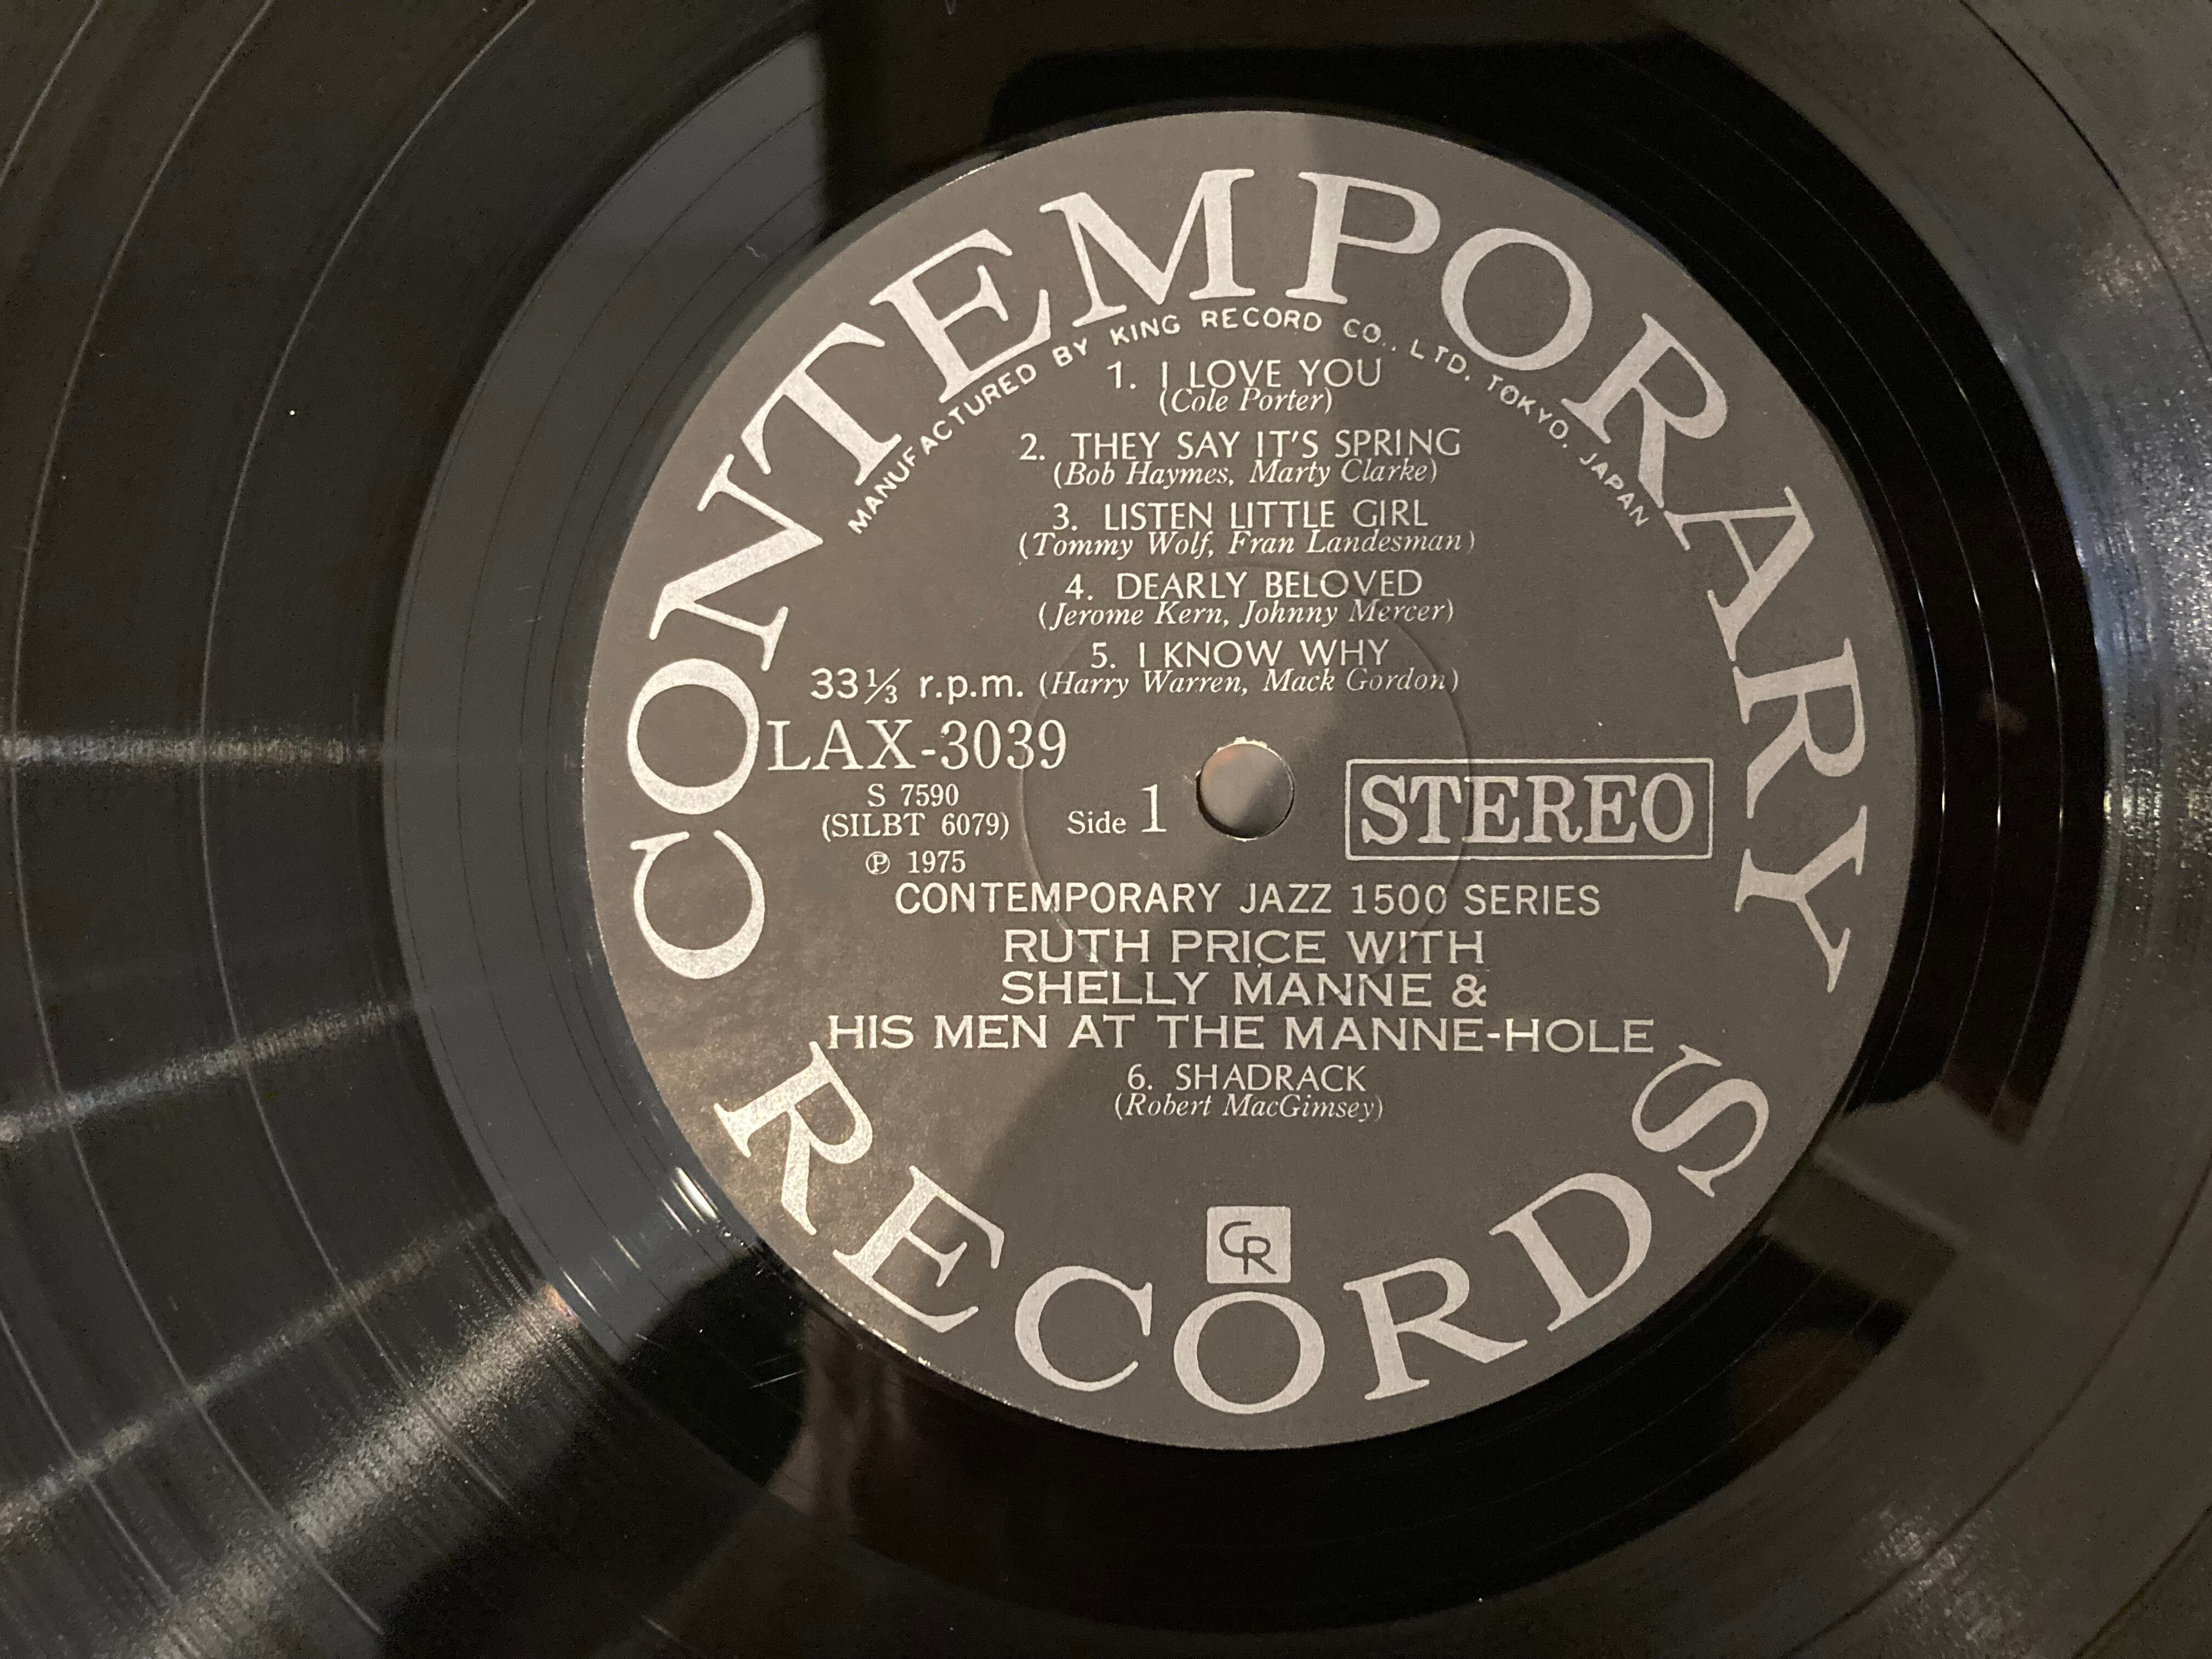 CONTEMPORARY
MANUFACTURED BY KING RECORD CO., LTD. TOKYO. JAPAN
1. I LOVE YOU
(Cole Porter)
2. THEY SAY IT'S SPRING
(Bob Haymes, Marty Clarke)
3. LISTEN LITTLE GIRL
(Tommy Wolf, Fran Landesman)
4. DEARLY BELOVED
(Jerome Kern, Johnny Mercer)
5. I KNOW WHY
33⅓ r.p.m. (Harry Warren, Mack Gordon)
LAX-3039
S 7590
(SILBT 6079)
Side 1
STEREO
℗ 1975
CONTEMPORARY JAZZ 1500 SERIES
RUTH PRICE WITH
SHELLY MANNE &
HIS MEN AT THE MANNE-HOLE
6. SHADRACK
(Robert MacGimsey)
CR
RECORDS